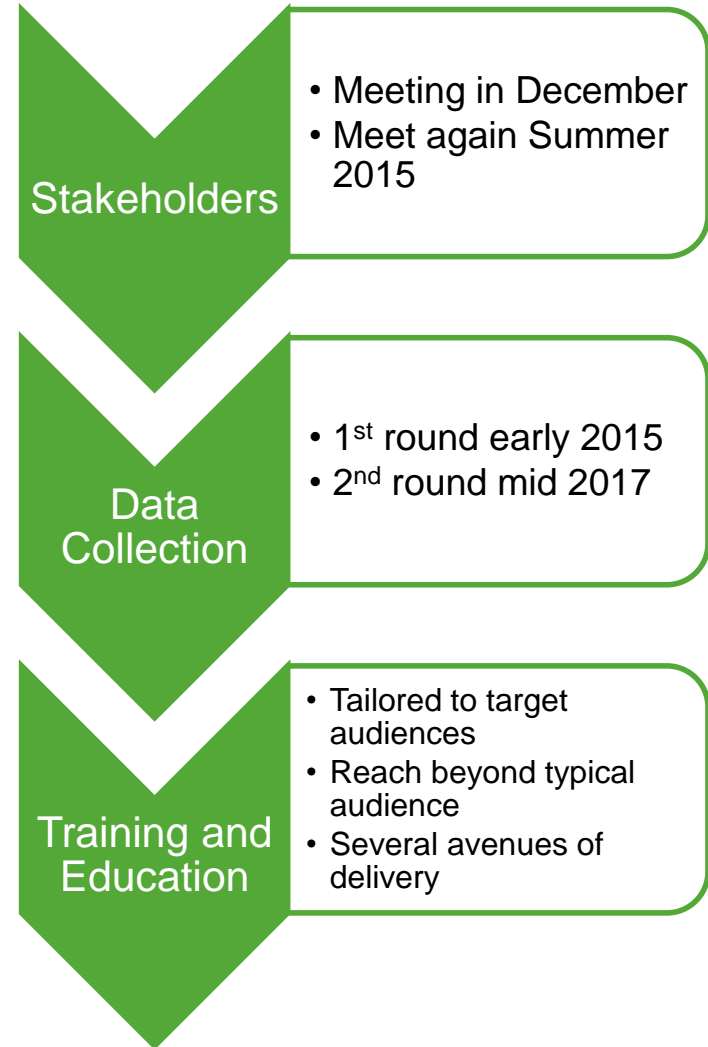 Stakeholders
• Meeting in December
• Meet again Summer
2015
Data
Collection
• 1st round early 2015
• 2nd round mid 2017
Training and
Education
• Tailored to target
audiences
• Reach beyond typical
audience
• Several avenues of
delivery